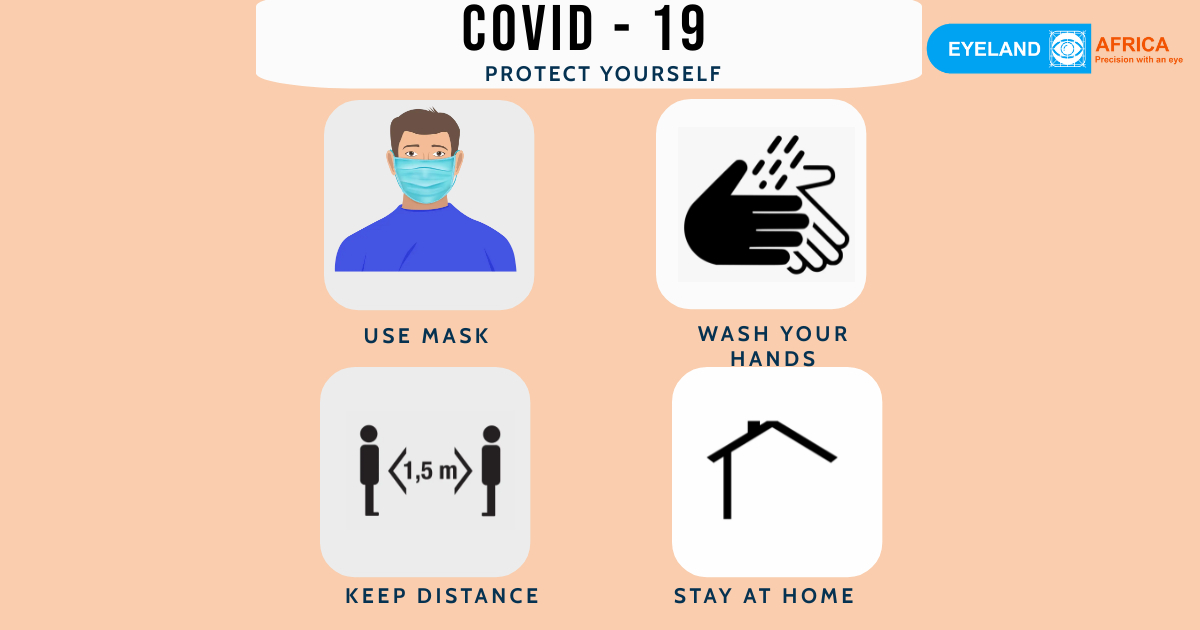 COVID - 19
PROTECT YOURSELF
EYELAND AFRICA
Precision with an eye
USE MASK
WASH YOUR
HANDS
1,5 m
KEEP DISTANCE
STAY AT HOME